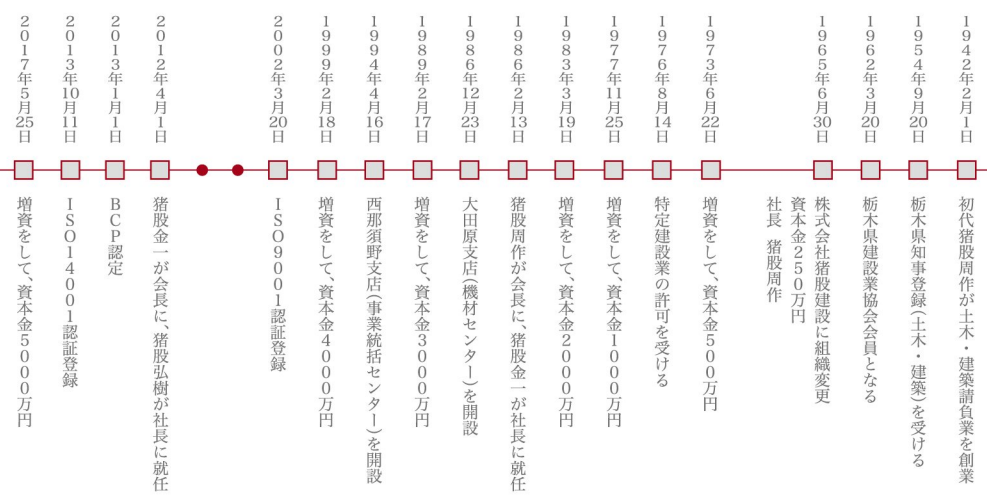 1942年2月1日
初代猪股周作が土木・建築請負業を創業
1954年9月20日
栃木県知事登録(土木・建築)を受ける
1962年3月20日
栃木県建設業協会会員となる
1965年6月30日
株式会社猪股建設に組織変更
資本金250万円
社長　猪股周作
1973年6月22日
増資をして、資本金500万円
1976年8月14日
特定建設業の許可を受ける
1977年11月25日
増資をして、資本金1000万円
1983年3月19日
増資をして、資本金2000万円
1986年2月13日
猪股周作が会長に、猪股金一が社長に就任
1986年12月23日
大田原支店(機材センター)を開設
1989年2月17日
増資をして、資本金3000万円
1994年4月16日
西那須野支店(事業統括センター)を開設
1999年2月18日
増資をして、資本金4000万円
2002年3月20日
ISO9001認証登録
2012年4月1日
猪股金一が会長に、猪股弘樹が社長に就任
2013年1月1日
BCP認定
2013年10月11日
ISO14001認証登録
2017年5月25日
増資をして、資本金5000万円